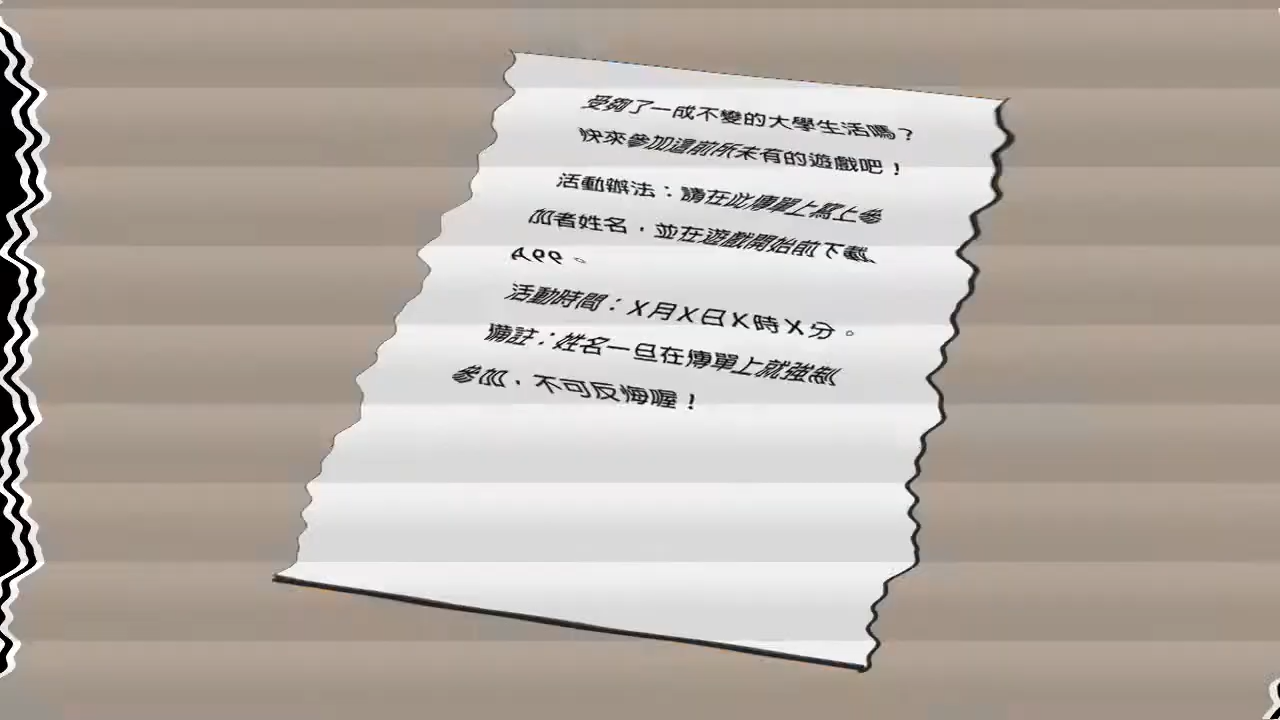 受夠了一成不變的大學生活嗎？
快來參加這前所未有的遊戲吧！
活動辦法：請在此傳單上寫上參
加者姓名，並在遊戲開始前下載
APP。
活動時間：X月X日X時X分。
備註：姓名一旦在傳單上就強制
參加，不可反悔喔！